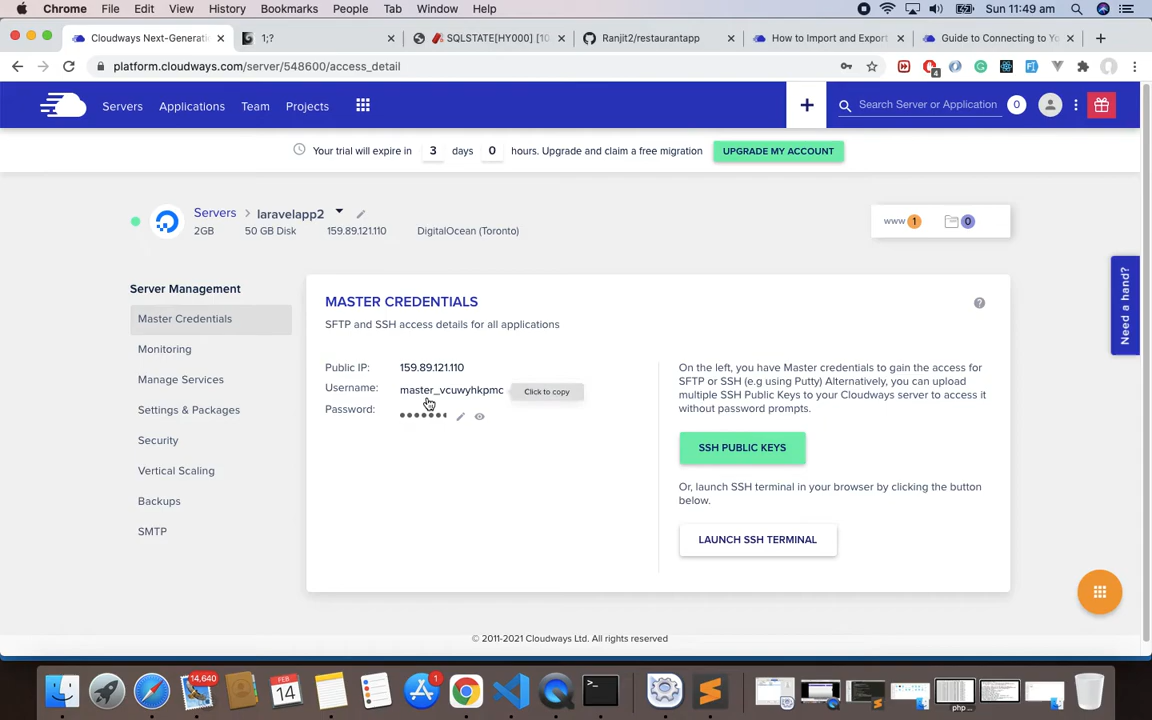 Chrome File Edit View History Bookmarks People Tab Window Help Sun 11:49 am
Cloudways Next-Generati
1;?
SQLSTATE[HY000] [10
Ranjit2/restaurantapp
How to Import and Export
Guide to Connecting to Yo
platform.cloudways.com/server/548600/access_detail
4
Servers Applications Team Projects
Search Server or Application 0
Your trial will expire in 3 days 0 hours. Upgrade and claim a free migration UPGRADE MY ACCOUNT
Servers > laravelapp2
2GB 50 GB Disk 159.89.121.110 DigitalOcean (Toronto)
www 1 0
Need a hand?
Server Management
Master Credentials
Monitoring
Manage Services
Settings & Packages
Security
Vertical Scaling
Backups
SMTP
MASTER CREDENTIALS
SFTP and SSH access details for all applications
Public IP: 159.89.121.110
Username: master_vcuwyhkpmc Click to copy
Password:
On the left, you have Master credentials to gain the access for
SFTP or SSH (e.g using Putty) Alternatively, you can upload
multiple SSH Public Keys to your Cloudways server to access it
without password prompts.
SSH PUBLIC KEYS
Or, launch SSH terminal in your browser by clicking the button
below.
LAUNCH SSH TERMINAL
© 2011-2021 Cloudways Ltd. All rights reserved
14,640
FEB
14
1
php